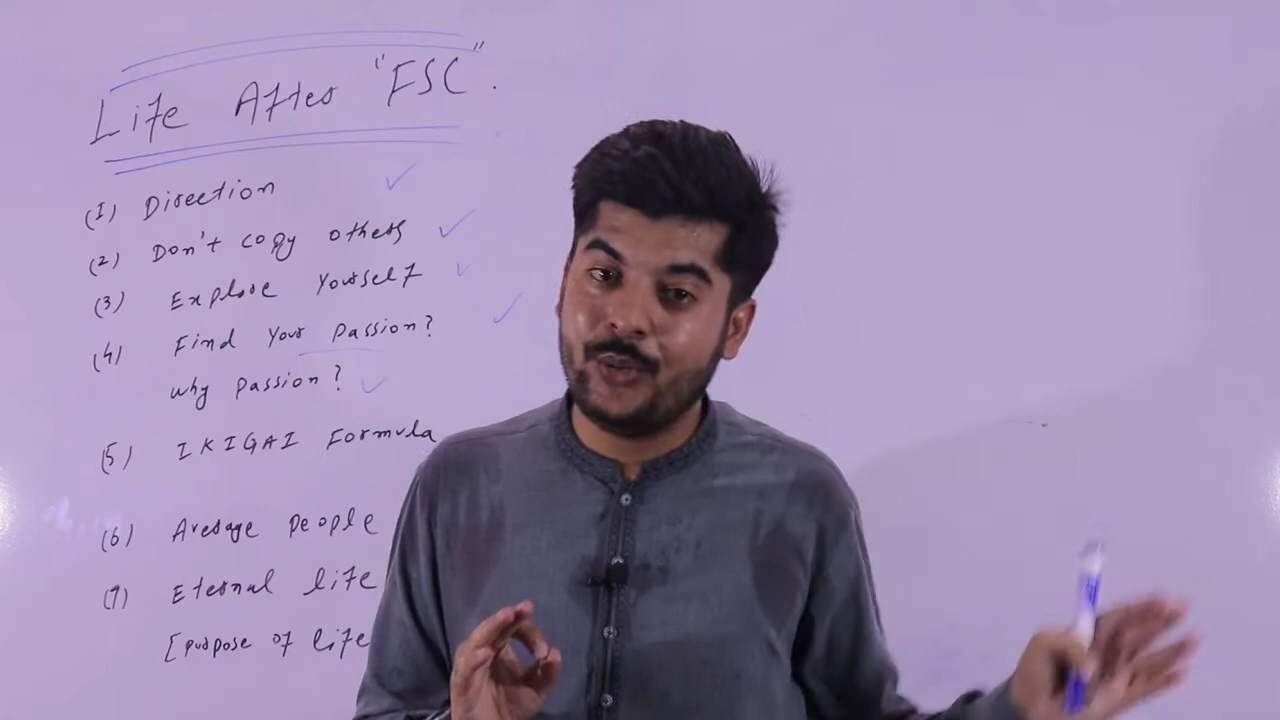 Life After "FSC".
(1) Direction
(2) Don't copy others
(3) Explore Yourself
(4) Find Your Passion?
why passion?
(5) IKIGAI Formula
(6) Average people
(7) Eternal life
[purpose of life